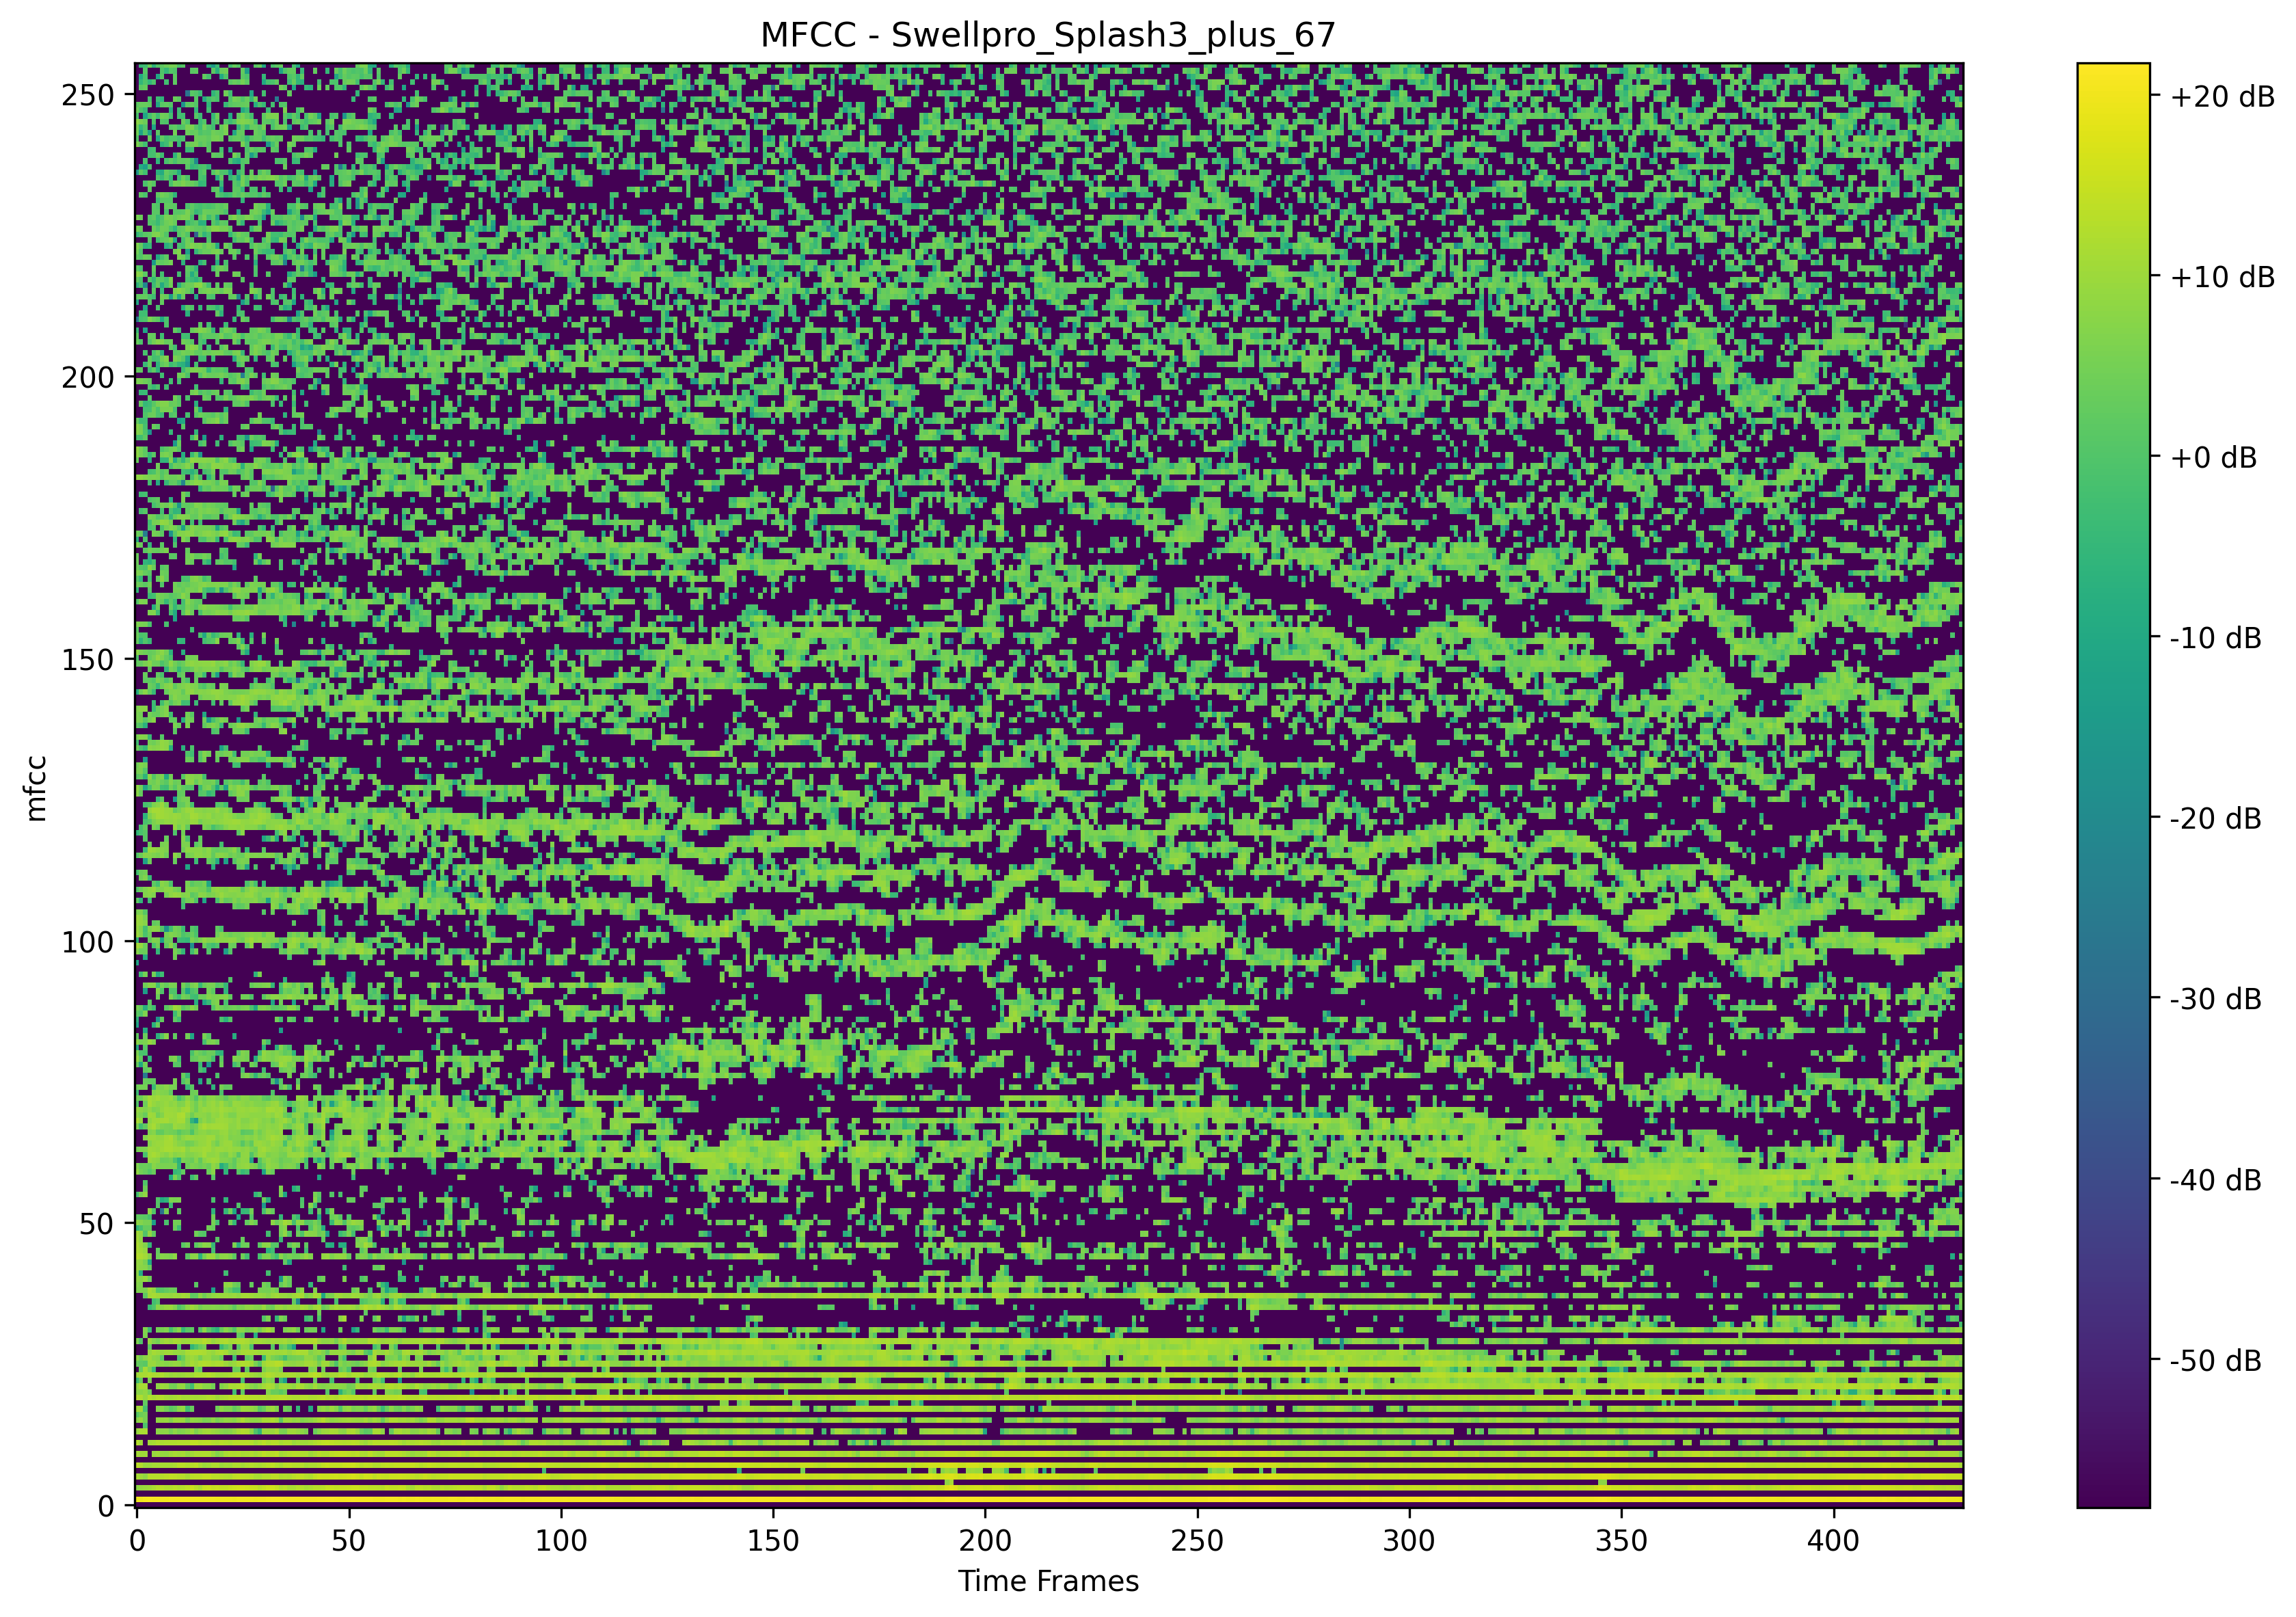 MFCC - Swellpro_Splash3_plus_67
mfcc
250
200
150
100
50
0
0 50 100 150 200 250 300 350 400
Time Frames
+20 dB
+10 dB
+0 dB
-10 dB
-20 dB
-30 dB
-40 dB
-50 dB